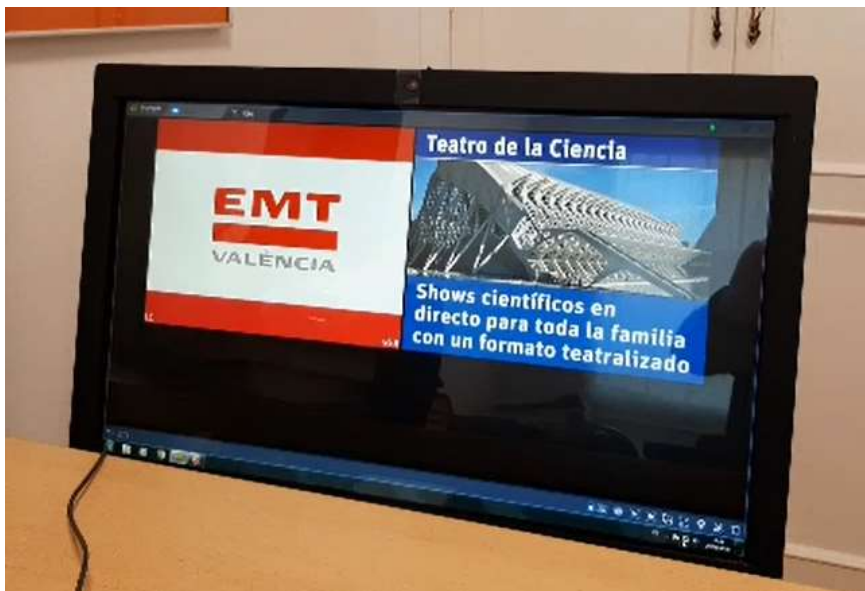 EMT
VALÈNCIA
Teatro de la Ciencia
Shows científicos en
directo para toda la familia
con un formato teatralizado